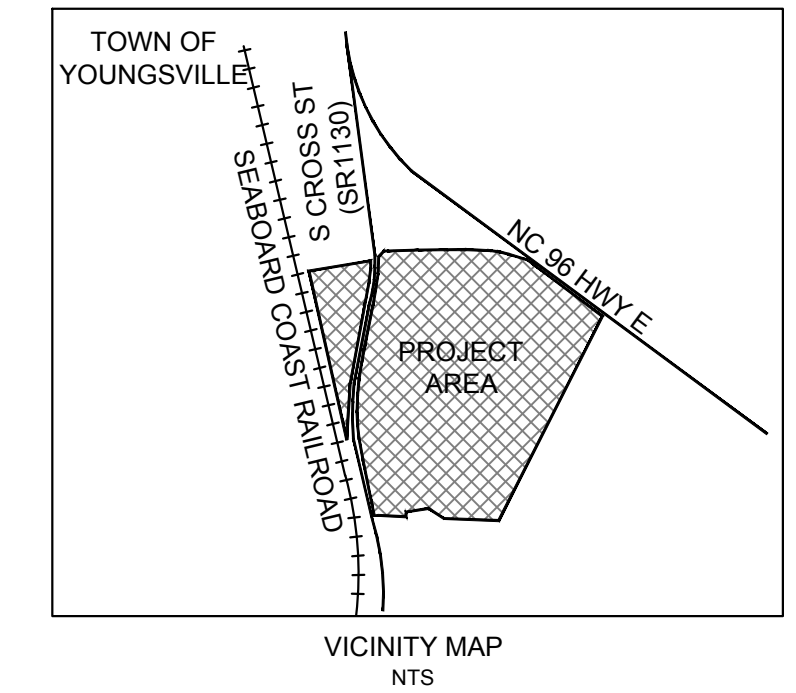 TOWN OF
YOUNGSVILLE
S CROSS ST
(SR1130)
SEABOARD COAST RAILROAD
NC 96 HWY E
PROJECT
AREA
VICINITY MAP
NTS